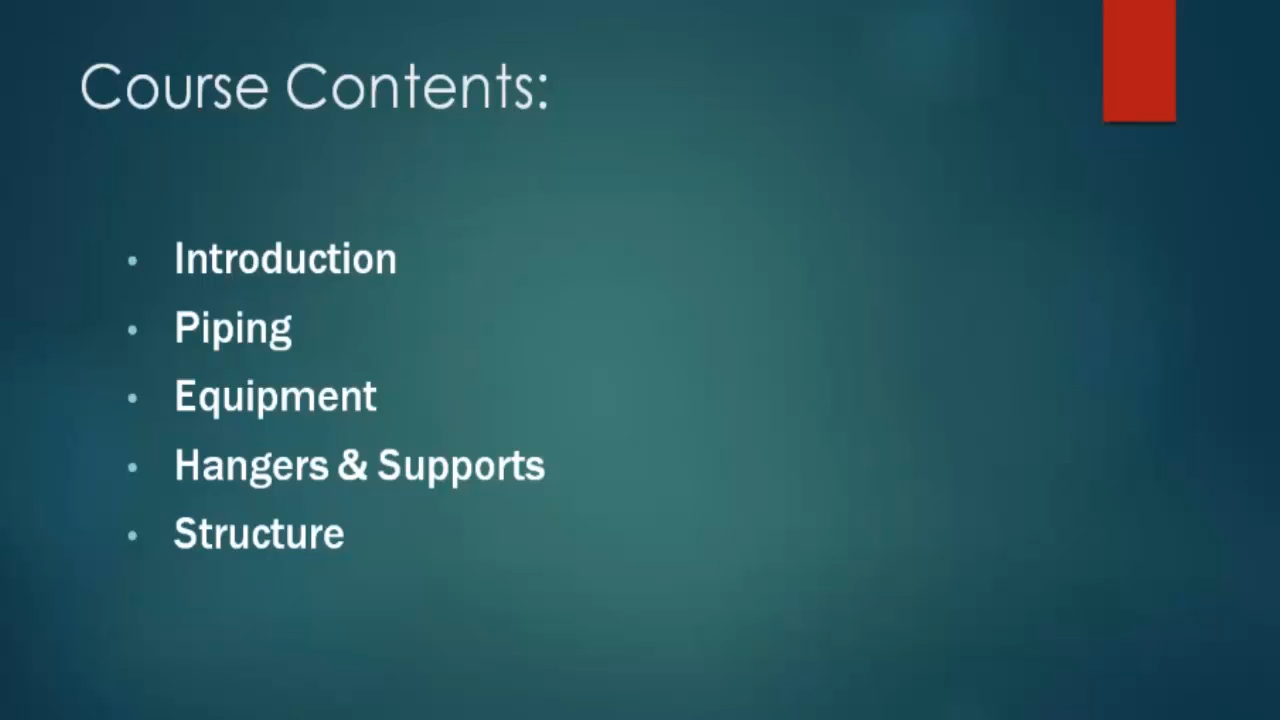 Course Contents:
• Introduction
• Piping
• Equipment
• Hangers & Supports
• Structure